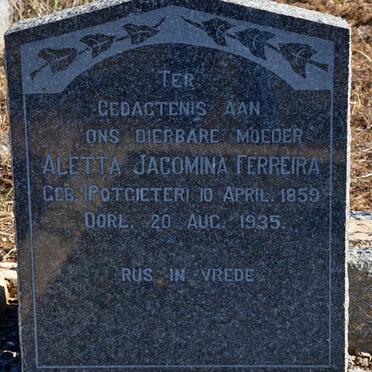 TER
GEDAGTENIS AAN
ONS DIERBARE MOEDER
ALETTA JACOMINA FERREIRA
GEB. (POTGIETER) 10 APRIL. 1859
OORL. 20 AUG. 1935.
RUS IN VREDE